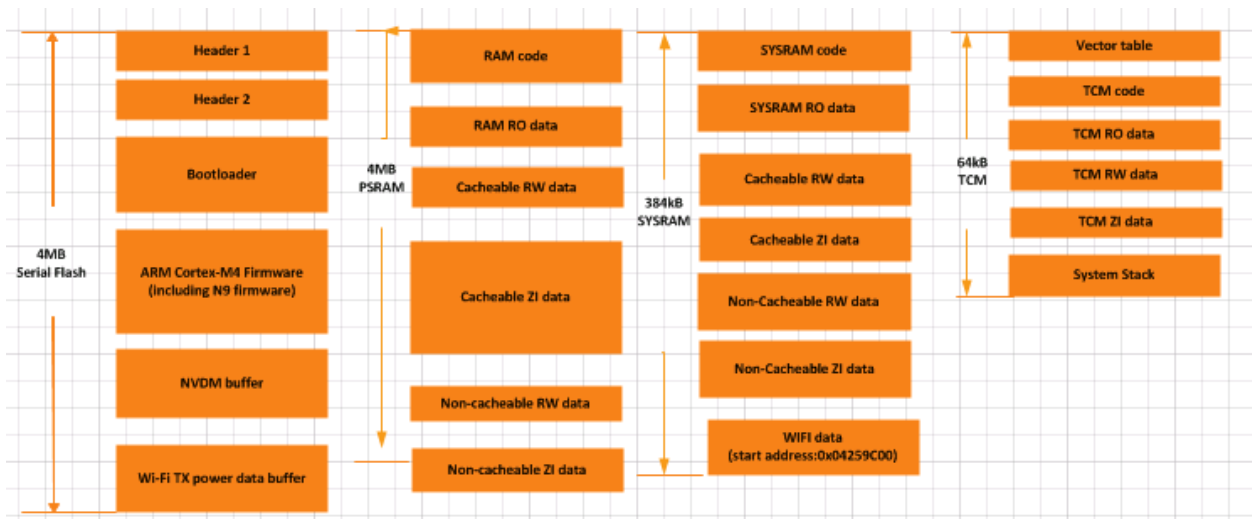 4MB
Serial Flash
Header 1
Header 2
Bootloader
ARM Cortex-M4 Firmware
(including N9 firmware)
NVDM buffer
Wi-Fi TX power data buffer
4MB
PSRAM
RAM code
RAM RO data
Cacheable RW data
Cacheable ZI data
Non-cacheable RW data
Non-cacheable ZI data
384kB
SYSRAM
SYSRAM code
SYSRAM RO data
Cacheable RW data
Cacheable ZI data
Non-Cacheable RW data
Non-Cacheable ZI data
WIFI data
(start address:0x04259C00)
64kB
TCM
Vector table
TCM code
TCM RO data
TCM RW data
TCM ZI data
System Stack